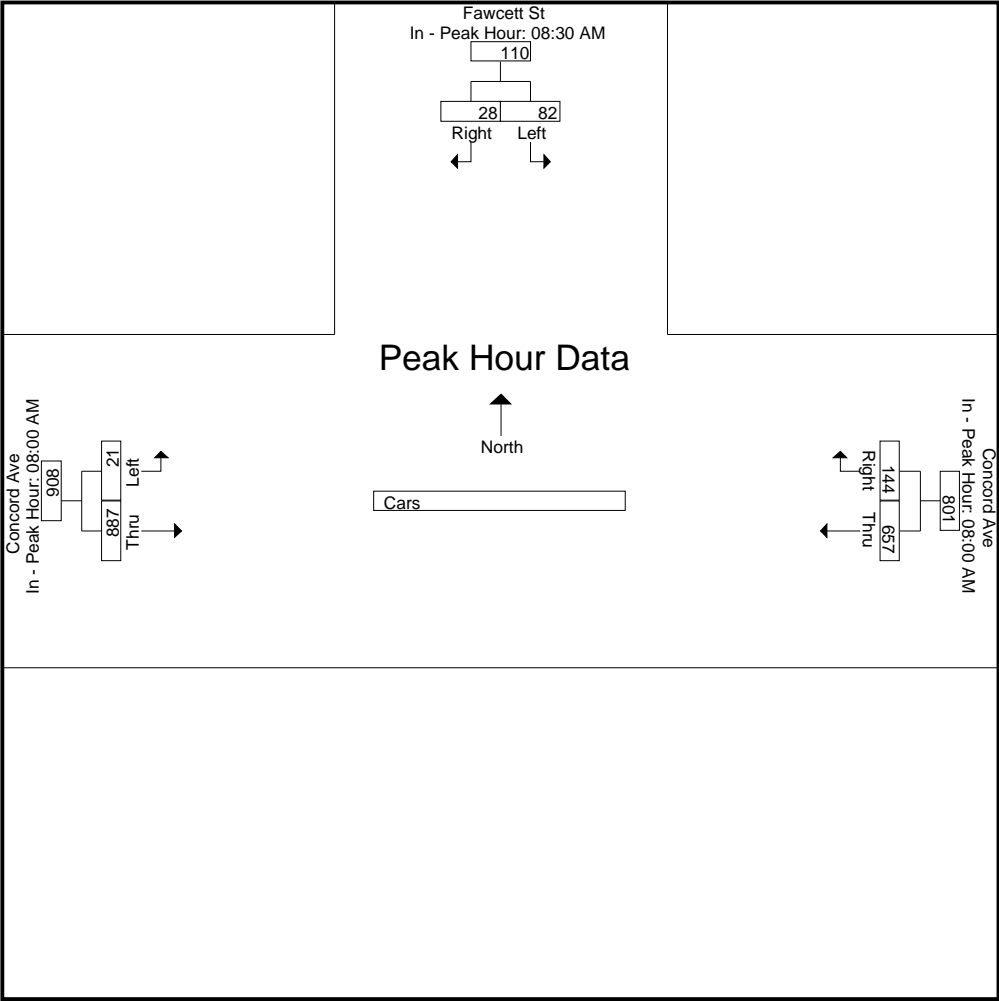 Fawcett St
In - Peak Hour: 08:30 AM
110
28 82
Right Left
Peak Hour Data
North
Cars
Concord Ave
In - Peak Hour: 08:00 AM
908
21
887
Left
Thru
Concord Ave
In - Peak Hour: 08:00 AM
801
144
657
Right
Thru